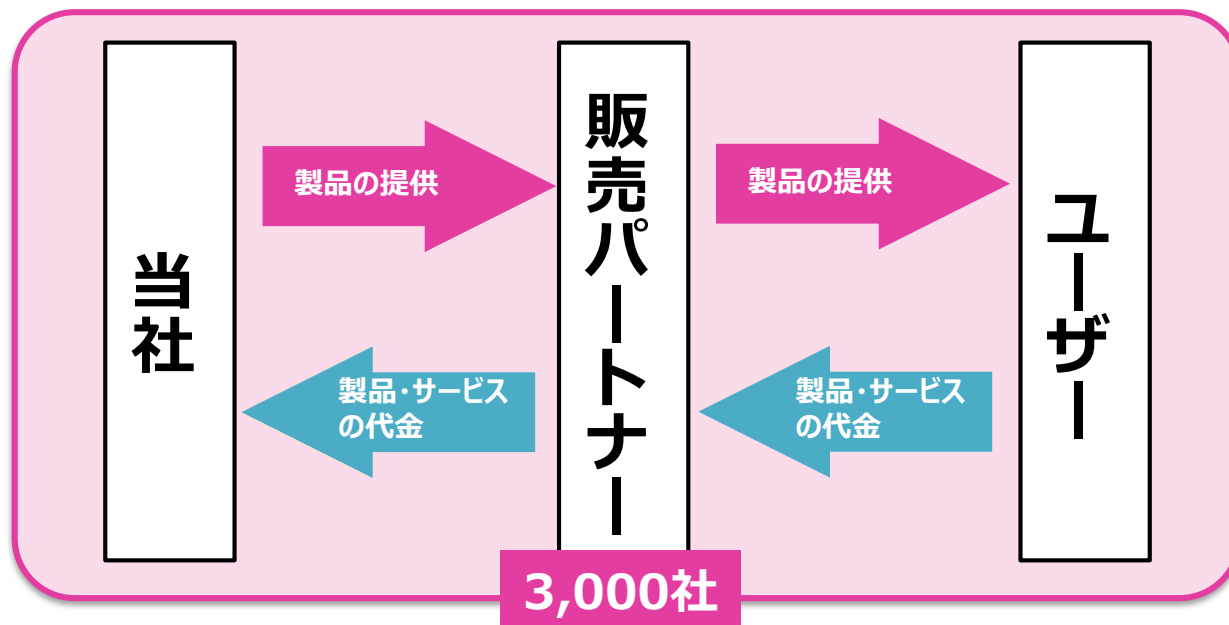 当社
製品の提供
製品・サービス
の代金
販売パートナー
3,000社
製品の提供
製品・サービス
の代金
ユーザー